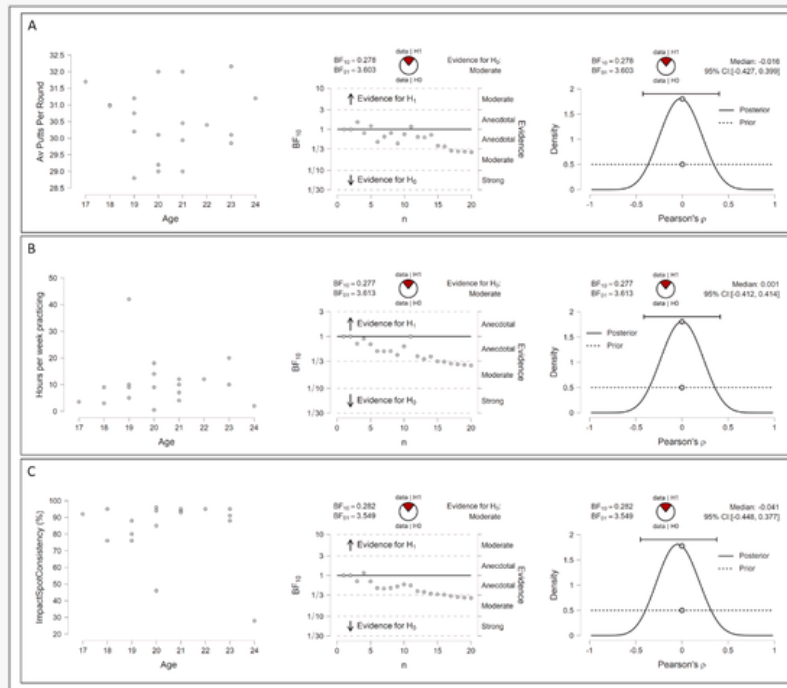 A
Av Putts Per Round
32.5
32.0
31.5
31.0
30.5
30.0
29.5
29.0
28.5
17 18 19 20 21 22 23 24
Age
BF₁₀ = 0.278
BF₀₁ = 3.603
data | H1
data | H0
Evidence for H₀:
Moderate
BF₁₀
10
3
1
1/3
1/10
1/30
↑ Evidence for H₁
↓ Evidence for H₀
Moderate
Anecdotal
Anecdotal
Moderate
Strong
Evidence
0 5 10 15 20
n
BF₁₀ = 0.278
BF₀₁ = 3.603
data | H1
data | H0
Median: -0.016
95% CI:[-0.427, 0.399]
Density
2
1.5
1
0.5
0
Posterior
Prior
-1 -0.5 0 0.5 1
Pearson's ρ
B
Hours per week practicing
50
40
30
20
10
0
17 18 19 20 21 22 23 24
Age
BF₁₀ = 0.277
BF₀₁ = 3.613
data | H1
data | H0
Evidence for H₀:
Moderate
BF₁₀
3
1
1/3
1/10
1/30
↑ Evidence for H₁
↓ Evidence for H₀
Anecdotal
Anecdotal
Moderate
Strong
Evidence
0 5 10 15 20
n
BF₁₀ = 0.277
BF₀₁ = 3.613
data | H1
data | H0
Median: 0.001
95% CI:[-0.412, 0.414]
Density
2
1.5
1
0.5
0
Posterior
Prior
-1 -0.5 0 0.5 1
Pearson's ρ
C
ImpactSpotConsistency (%)
100
90
80
70
60
50
40
30
20
17 18 19 20 21 22 23 24
Age
BF₁₀ = 0.282
BF₀₁ = 3.549
data | H1
data | H0
Evidence for H₀:
Moderate
BF₁₀
10
3
1
1/3
1/10
1/30
↑ Evidence for H₁
↓ Evidence for H₀
Moderate
Anecdotal
Anecdotal
Moderate
Strong
Evidence
0 5 10 15 20
n
BF₁₀ = 0.282
BF₀₁ = 3.549
data | H1
data | H0
Median: -0.041
95% CI:[-0.448, 0.377]
Density
2
1.5
1
0.5
0
Posterior
Prior
-1 -0.5 0 0.5 1
Pearson's ρ